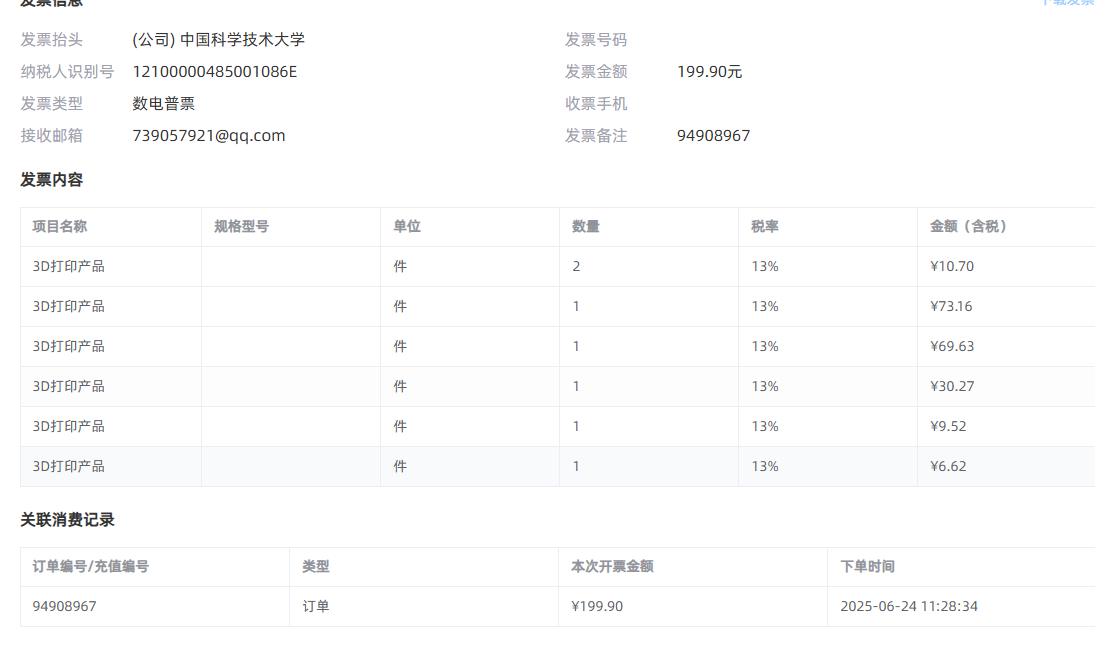 发票信息 下载发票
发票抬头 (公司) 中国科学技术大学 发票号码
纳税人识别号 12100000485001086E 发票金额 199.90元
发票类型 数电普票 收票手机
接收邮箱 739057921@qq.com 发票备注 94908967
发票内容
项目名称 规格型号 单位 数量 税率 金额（含税）
3D打印产品 件 2 13% ¥10.70
3D打印产品 件 1 13% ¥73.16
3D打印产品 件 1 13% ¥69.63
3D打印产品 件 1 13% ¥30.27
3D打印产品 件 1 13% ¥9.52
3D打印产品 件 1 13% ¥6.62
关联消费记录
订单编号/充值编号 类型 本次开票金额 下单时间
94908967 订单 ¥199.90 2025-06-24 11:28:34